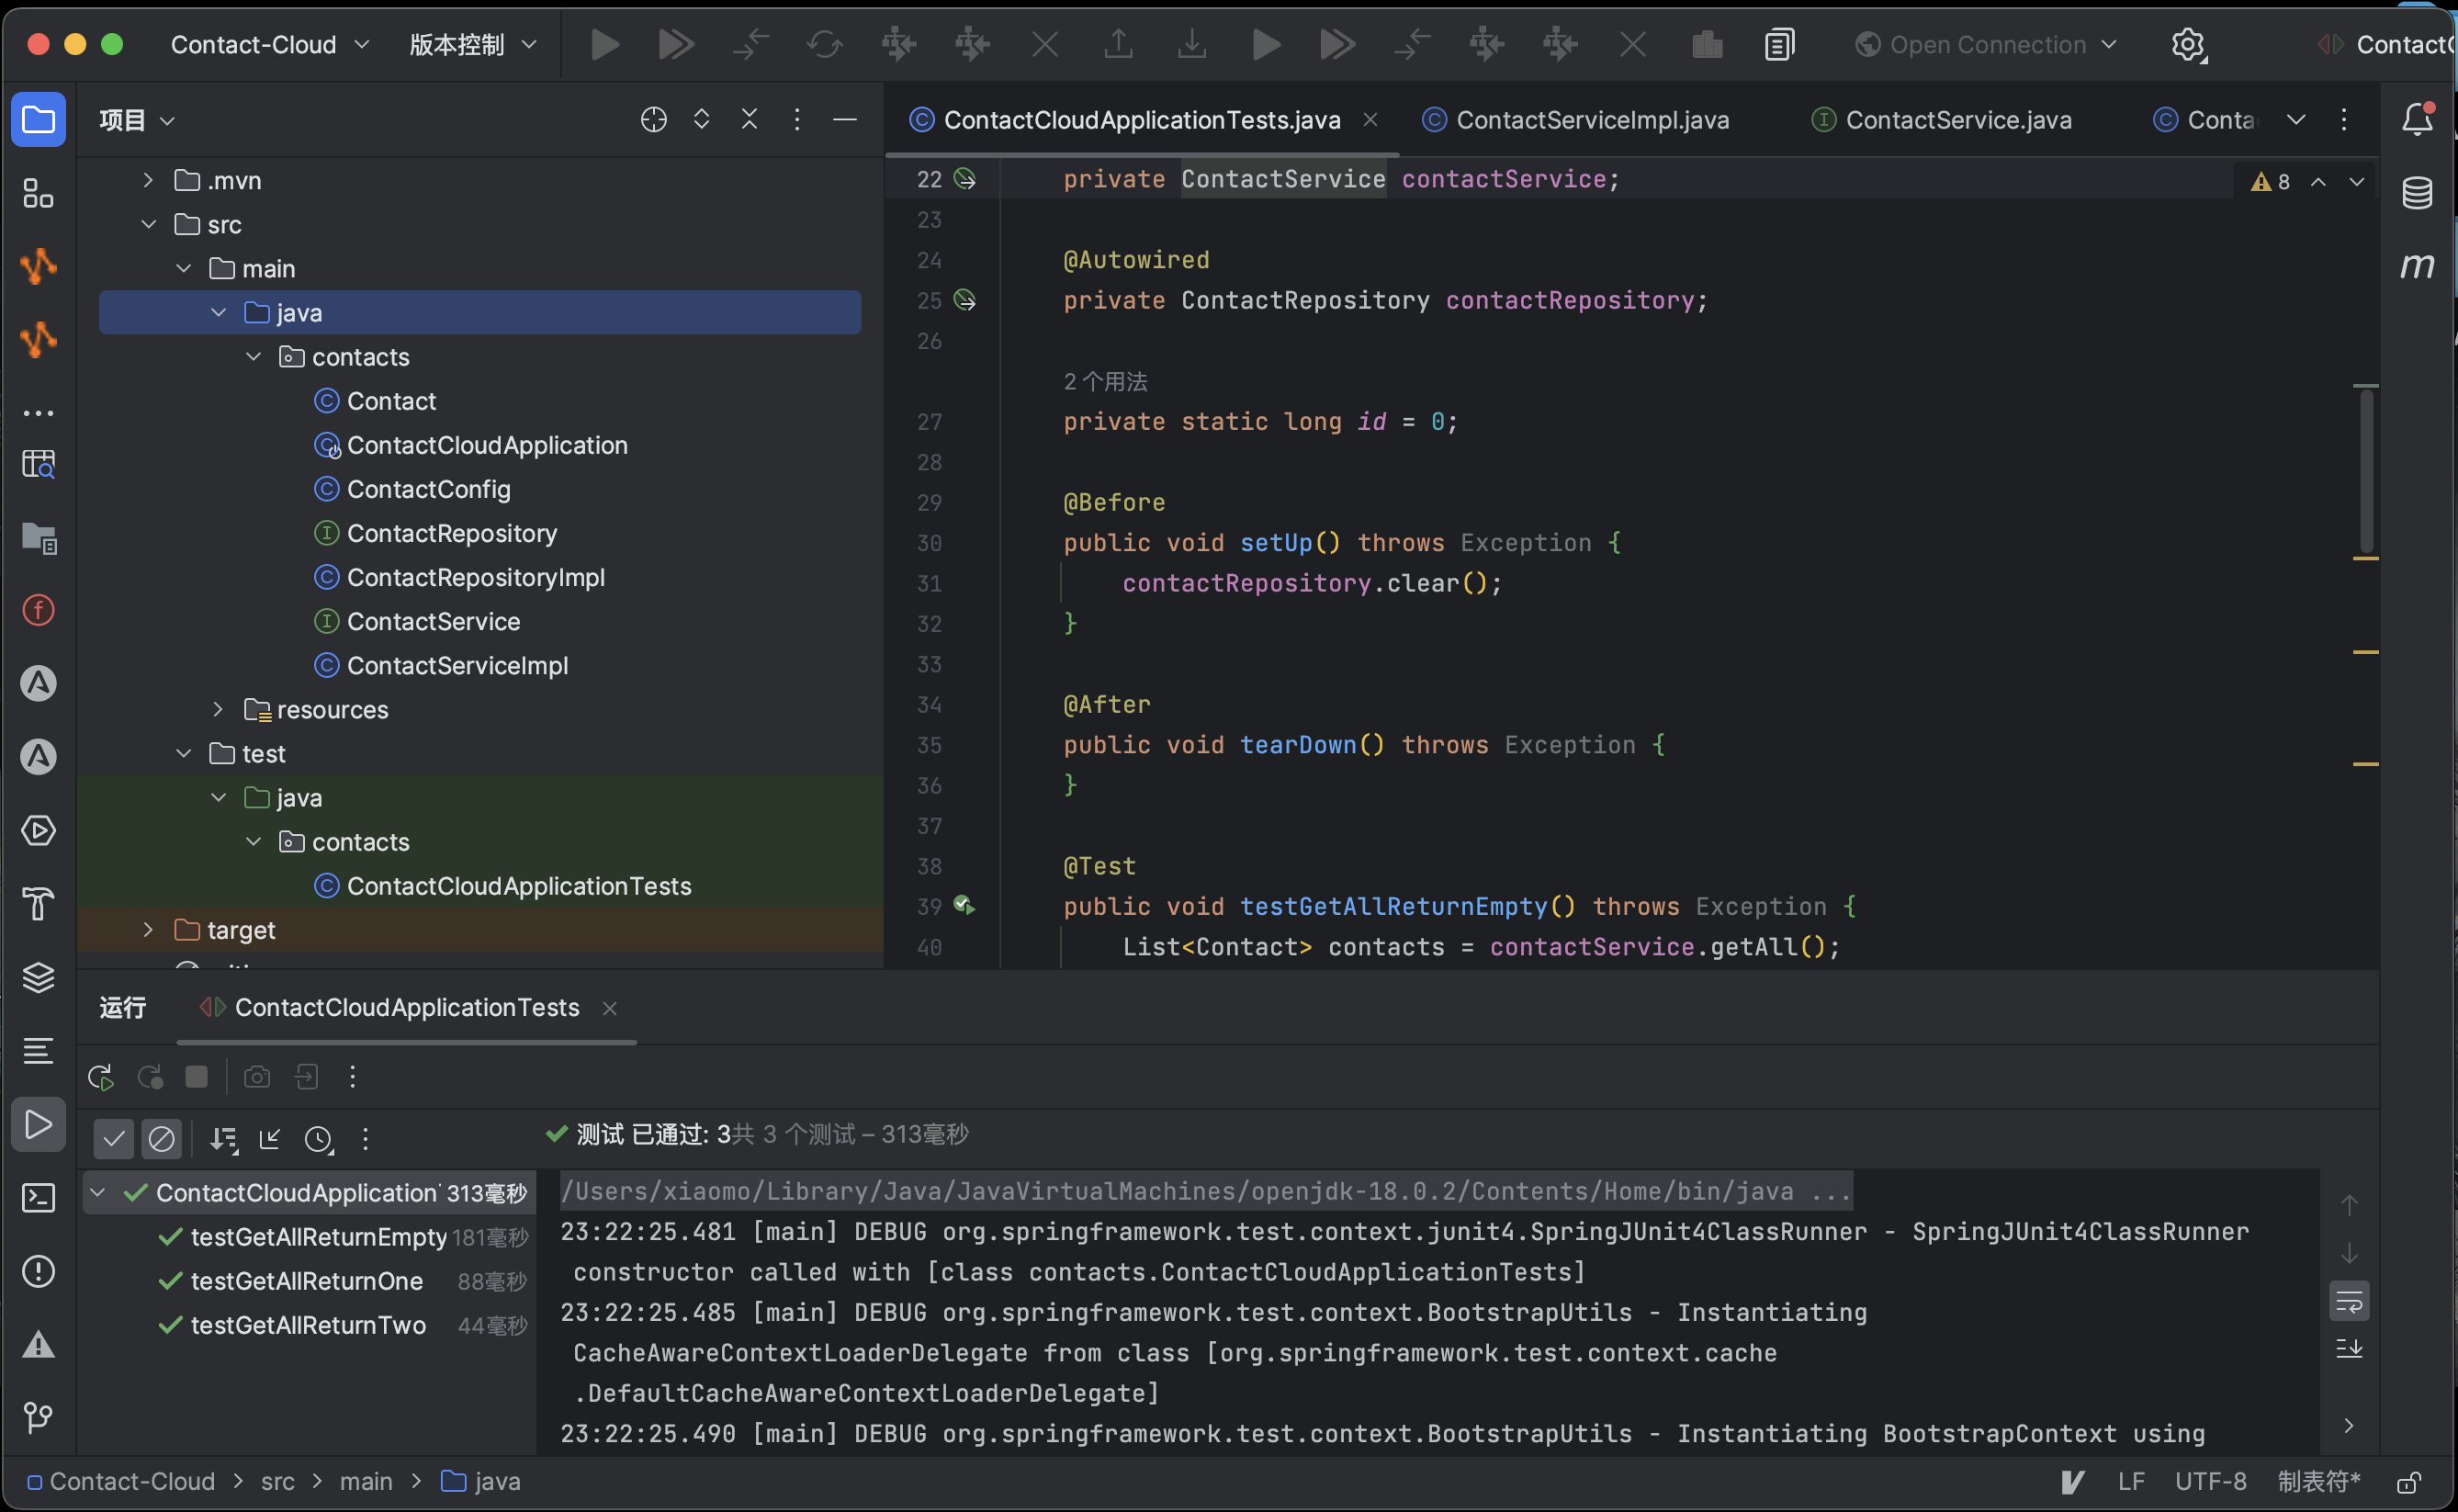 Contact-Cloud
版本控制
Open Connection
项目
ContactCloudApplicationTests.java
ContactServiceImpl.java
ContactService.java
.mvn
src
main
java
contacts
Contact
ContactCloudApplication
ContactConfig
ContactRepository
ContactRepositoryImpl
ContactService
ContactServiceImpl
resources
test
java
contacts
ContactCloudApplicationTests
target
22 private ContactService contactService;
8
23
24 @Autowired
25 private ContactRepository contactRepository;
26
2 个用法
27 private static long id = 0;
28
29 @Before
30 public void setUp() throws Exception {
31 contactRepository.clear();
32 }
33
34 @After
35 public void tearDown() throws Exception {
36 }
37
38 @Test
39 public void testGetAllReturnEmpty() throws Exception {
40 List<Contact> contacts = contactService.getAll();
运行
ContactCloudApplicationTests
测试 已通过: 3共 3 个测试 – 313毫秒
ContactCloudApplication 313毫秒
testGetAllReturnEmpty 181毫秒
testGetAllReturnOne 88毫秒
testGetAllReturnTwo 44毫秒
/Users/xiaomo/Library/Java/JavaVirtualMachines/openjdk-18.0.2/Contents/Home/bin/java ...
23:22:25.481 [main] DEBUG org.springframework.test.context.junit4.SpringJUnit4ClassRunner - SpringJUnit4ClassRunner
constructor called with [class contacts.ContactCloudApplicationTests]
23:22:25.485 [main] DEBUG org.springframework.test.context.BootstrapUtils - Instantiating
CacheAwareContextLoaderDelegate from class [org.springframework.test.context.cache
.DefaultCacheAwareContextLoaderDelegate]
23:22:25.490 [main] DEBUG org.springframework.test.context.BootstrapUtils - Instantiating BootstrapContext using
Contact-Cloud > src > main > java
LF
UTF-8
制表符*